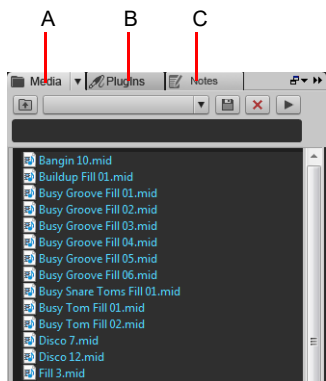 A B C
Media PlugIns Notes
Bangin 10.mid
Buildup Fill 01.mid
Busy Groove Fill 01.mid
Busy Groove Fill 02.mid
Busy Groove Fill 03.mid
Busy Groove Fill 04.mid
Busy Groove Fill 05.mid
Busy Groove Fill 06.mid
Busy Snare Toms Fill 01.mid
Busy Tom Fill 01.mid
Busy Tom Fill 02.mid
Disco 7.mid
Disco 12.mid
Fill 3.mid